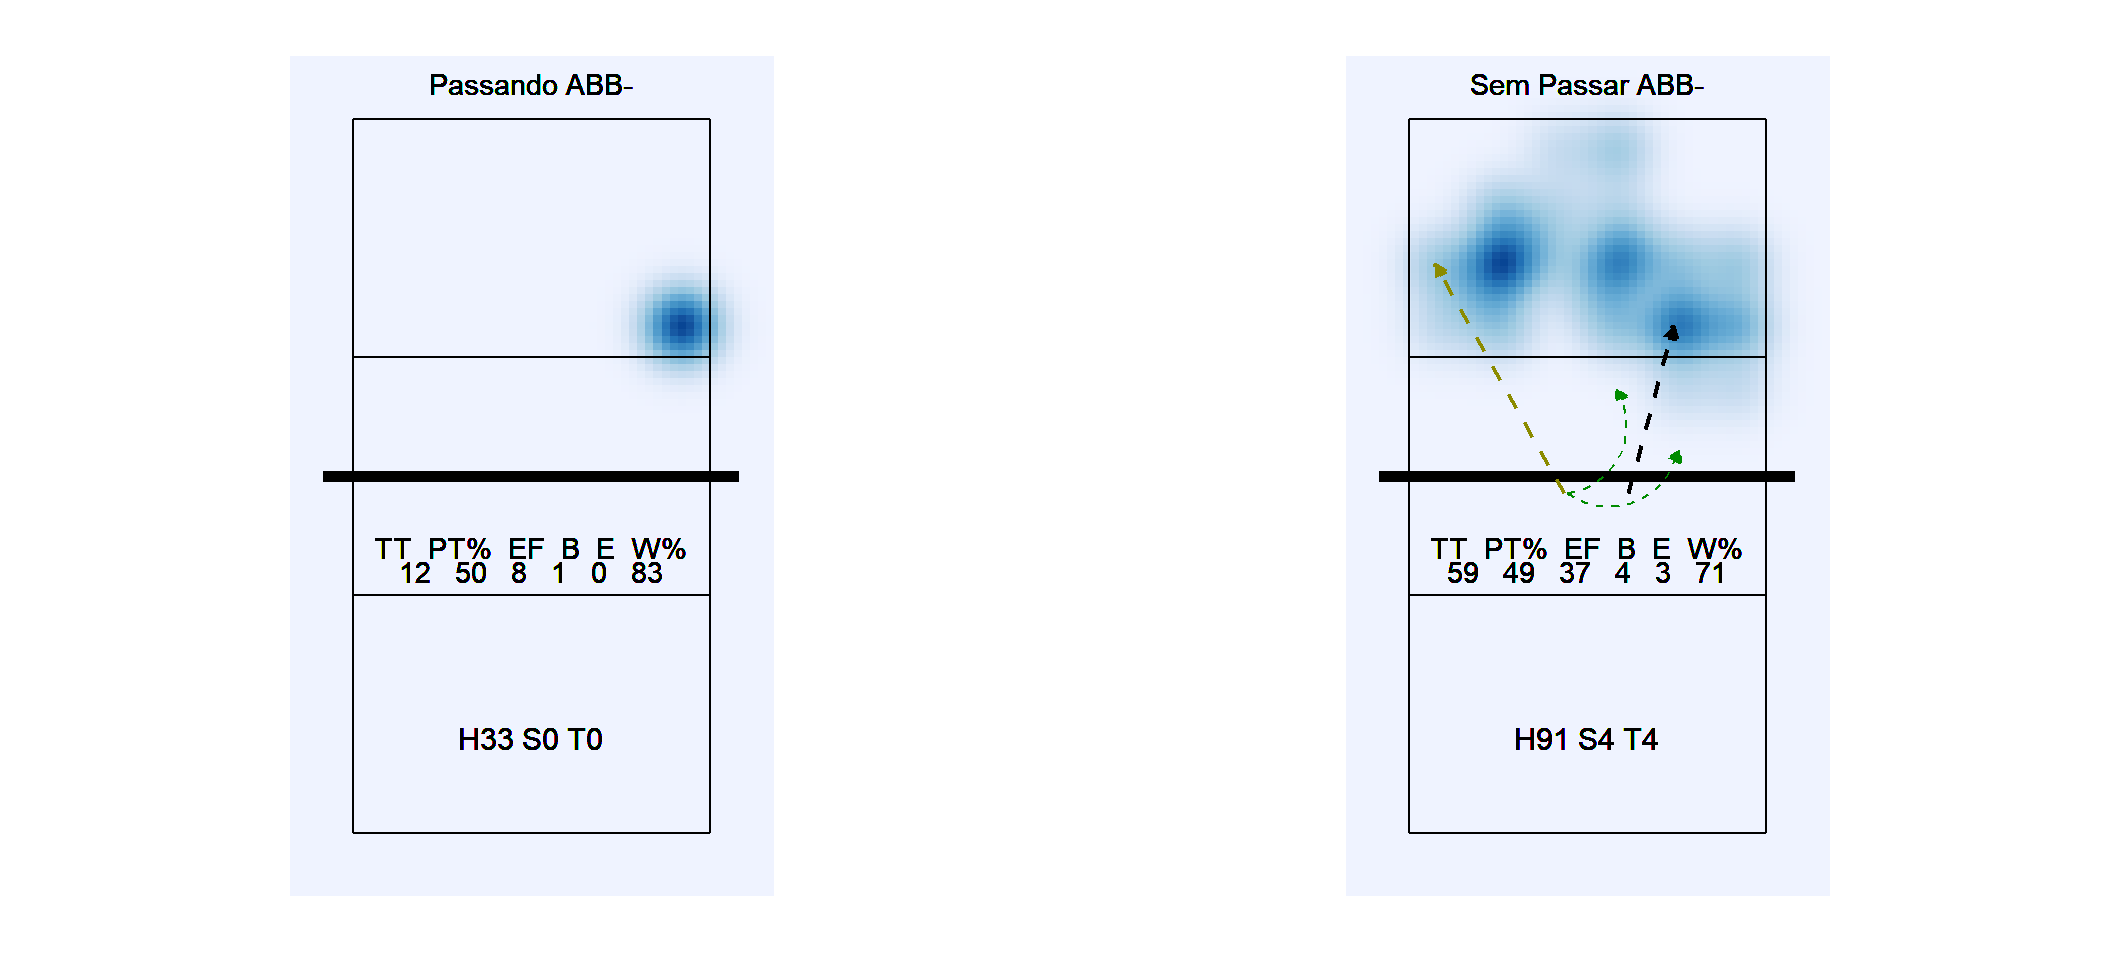 Passando ABB-
TT PT% EF B E W%
12 50 8 1 0 83
H33 S0 T0
Sem Passar ABB-
TT PT% EF B E W%
59 49 37 4 3 71
H91 S4 T4